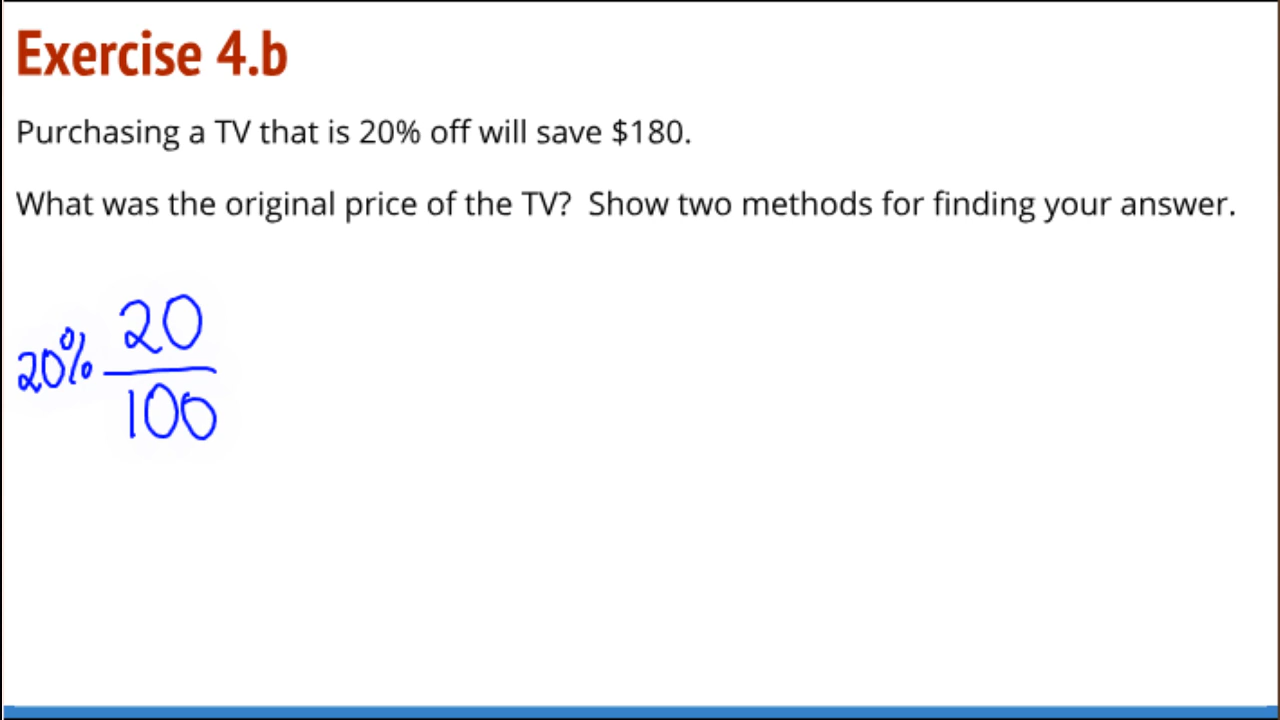 Exercise 4.b
Purchasing a TV that is 20% off will save $180.
What was the original price of the TV?  Show two methods for finding your answer.
20
20%
100